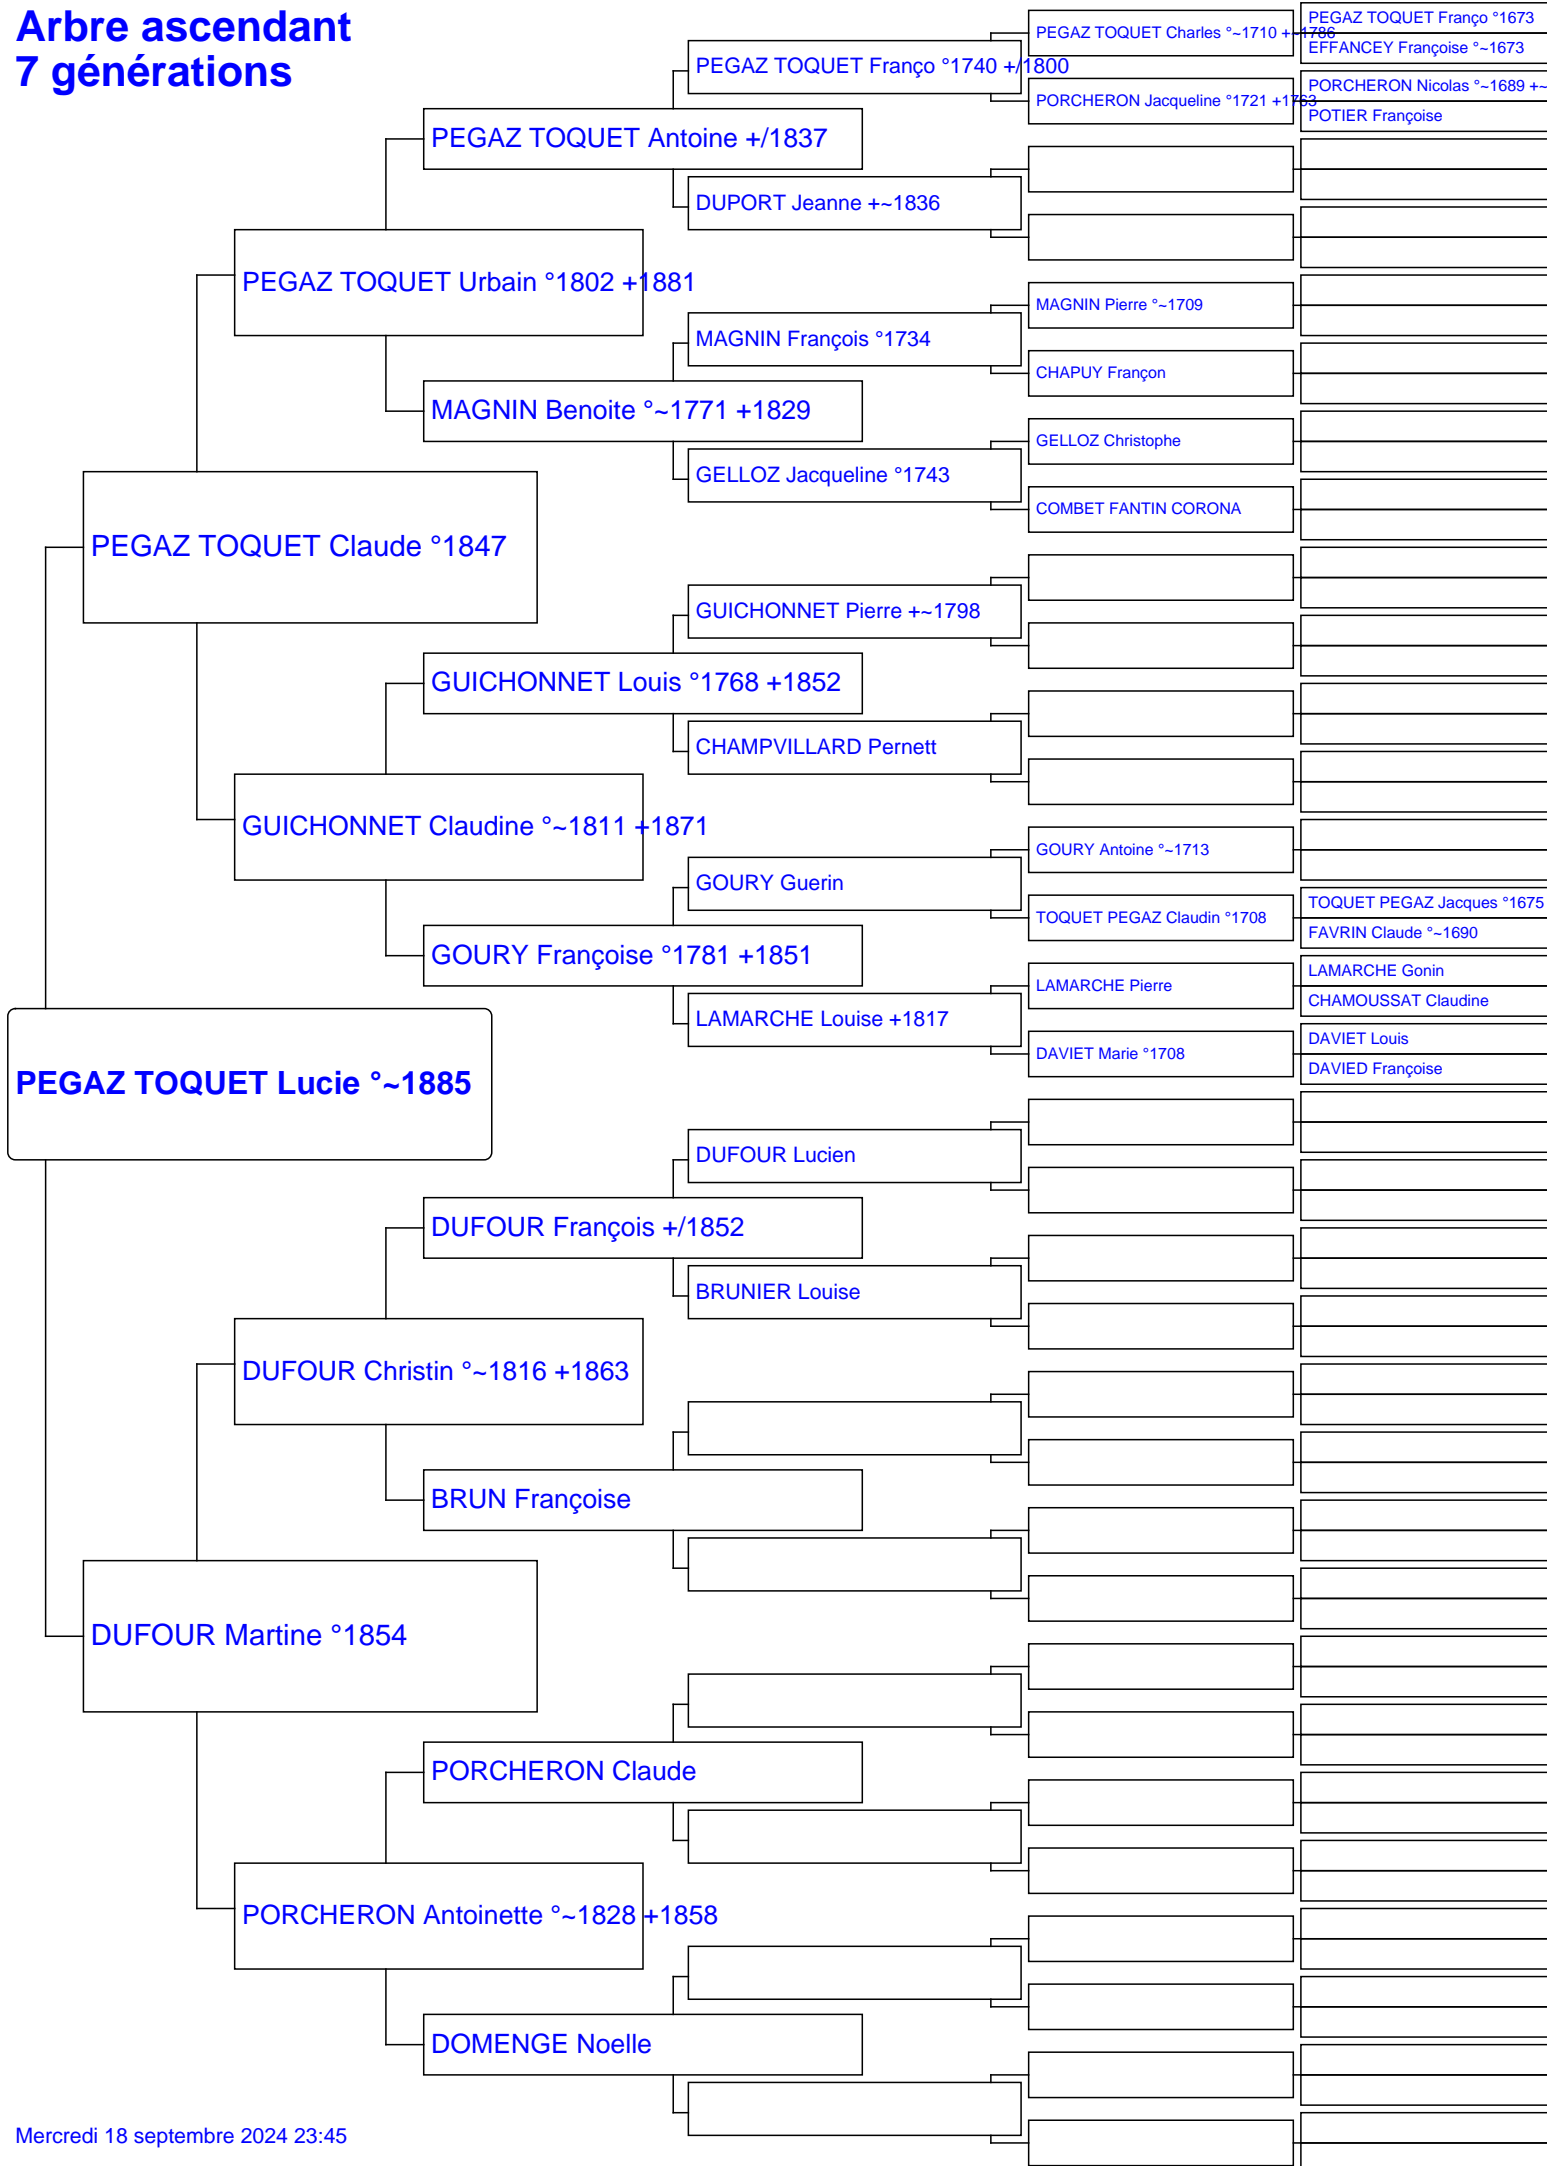 Arbre ascendant
7 générations
PEGAZ TOQUET Lucie °~1885
PEGAZ TOQUET Claude °1847
DUFOUR Martine °1854
PEGAZ TOQUET Urbain °1802 +1881
GUICHONNET Claudine °~1811 +1871
DUFOUR Christin °~1816 +1863
PORCHERON Antoinette °~1828 +1858
PEGAZ TOQUET Antoine +/1837
MAGNIN Benoite °~1771 +1829
GUICHONNET Louis °1768 +1852
GOURY Françoise °1781 +1851
DUFOUR François +/1852
BRUN Françoise
PORCHERON Claude
DOMENGE Noelle
PEGAZ TOQUET Franço °1740 +/1800
DUPORT Jeanne +~1836
MAGNIN François °1734
GELLOZ Jacqueline °1743
GUICHONNET Pierre +~1798
CHAMPVILLARD Pernett
GOURY Guerin
LAMARCHE Louise +1817
DUFOUR Lucien
BRUNIER Louise
PEGAZ TOQUET Charles °~1710 +~1786
PORCHERON Jacqueline °1721 +1763
MAGNIN Pierre °~1709
CHAPUY Françon
GELLOZ Christophe
COMBET FANTIN CORONA
GOURY Antoine °~1713
TOQUET PEGAZ Claudin °1708
LAMARCHE Pierre
DAVIET Marie °1708
PEGAZ TOQUET Franço °1673
EFFANCEY Françoise °~1673
PORCHERON Nicolas °~1689 +~
POTIER Françoise
TOQUET PEGAZ Jacques °1675
FAVRIN Claude °~1690
LAMARCHE Gonin
CHAMOUSSAT Claudine
DAVIET Louis
DAVIED Françoise
Mercredi 18 septembre 2024 23:45